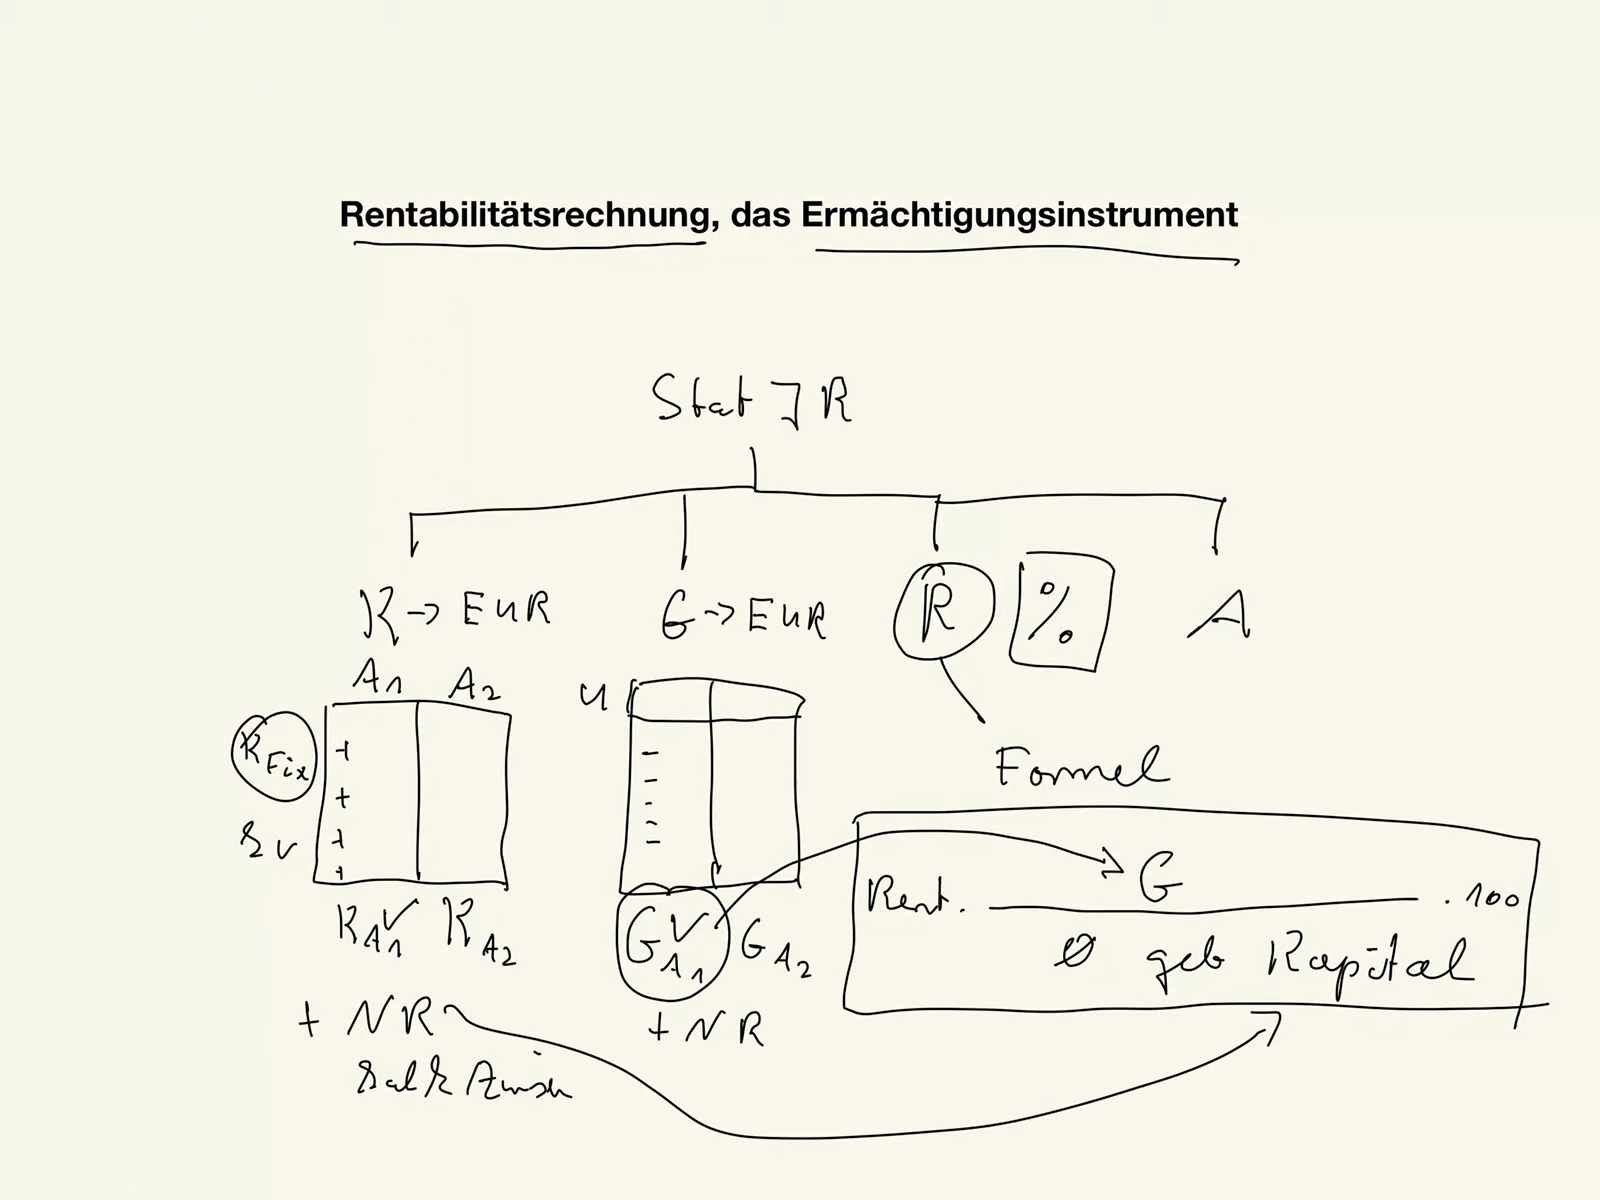 Rentabilitätsrechnung, das Ermächtigungsinstrument
Stat I R
K → EUR
G → EUR
R
%
A
A1 A2
U
KFix
+
+
Kv
+
+
-
-
-
-
-
Formel
G
Rent. · 100
Ø geb Kapital
KA1 KA2
GA1 GA2
+ NR
+ NR
kalk Zinsen